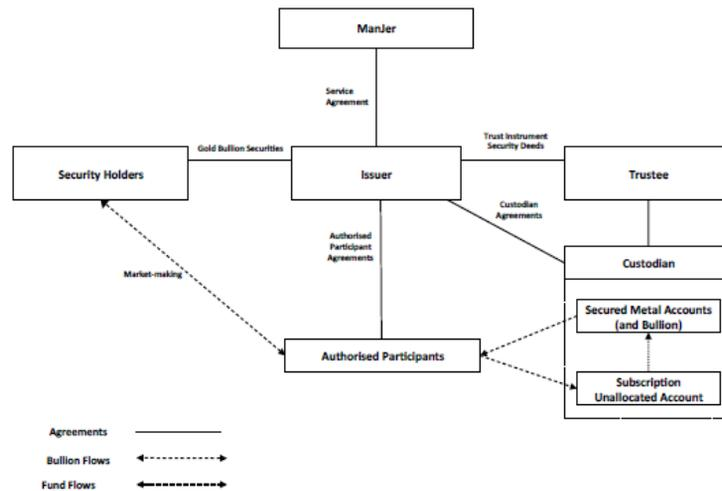 ManJer
Service
Agreement
Gold Bullion Securities
Trust Instrument
Security Deeds
Security Holders
Issuer
Trustee
Custodian
Agreements
Authorised
Participant
Agreements
Custodian
Market-making
Secured Metal Accounts
(and Bullion)
Authorised Participants
Subscription
Unallocated Account
Agreements
Bullion Flows
Fund Flows